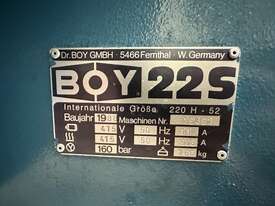 Dr. BOY GMBH · 5466 Fernthal · W. Germany
BOY 22S
Internationale Größe 220 H - 52
Baujahr Maschinen Nr.
415 V 50 Hz A
415 V 50 Hz A
160 bar kg